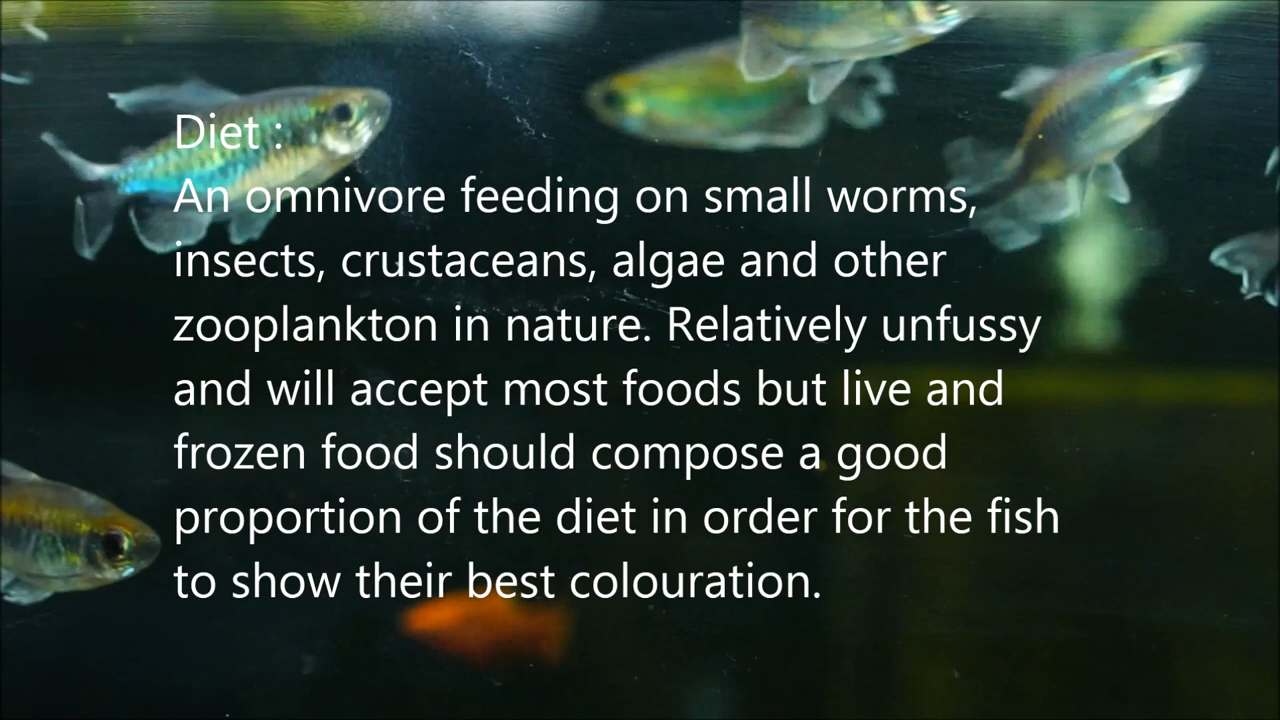 Diet :
An omnivore feeding on small worms,
insects, crustaceans, algae and other
zooplankton in nature. Relatively unfussy
and will accept most foods but live and
frozen food should compose a good
proportion of the diet in order for the fish
to show their best colouration.